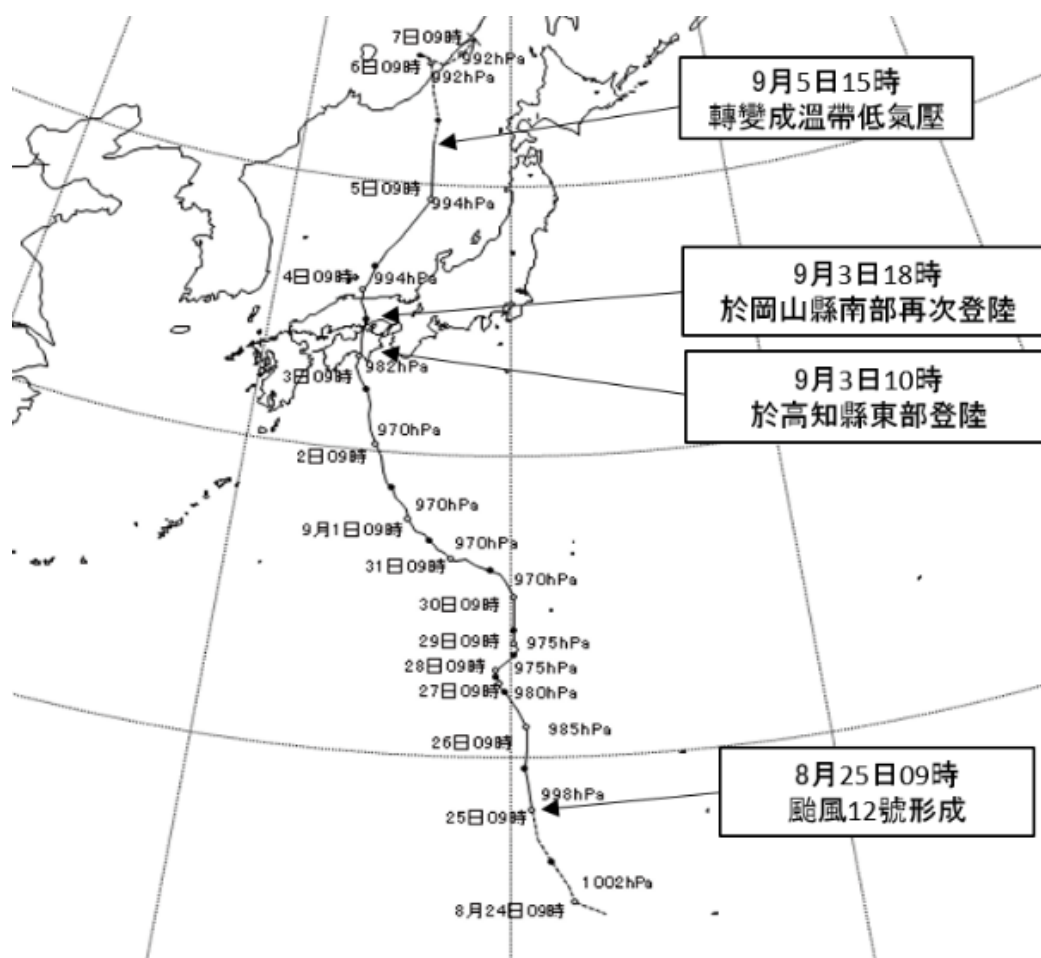 7日09時
992hPa
6日09時
992hPa
9月5日15時
轉變成溫帶低氣壓
5日09時
994hPa
4日09時
994hPa
9月3日18時
於岡山縣南部再次登陸
3日09時
982hPa
9月3日10時
於高知縣東部登陸
970hPa
2日09時
970hPa
9月1日09時
970hPa
31日09時
970hPa
30日09時
29日09時
975hPa
28日09時
975hPa
27日09時
980hPa
985hPa
26日09時
8月25日09時
颱風12號形成
998hPa
25日09時
1002hPa
8月24日09時